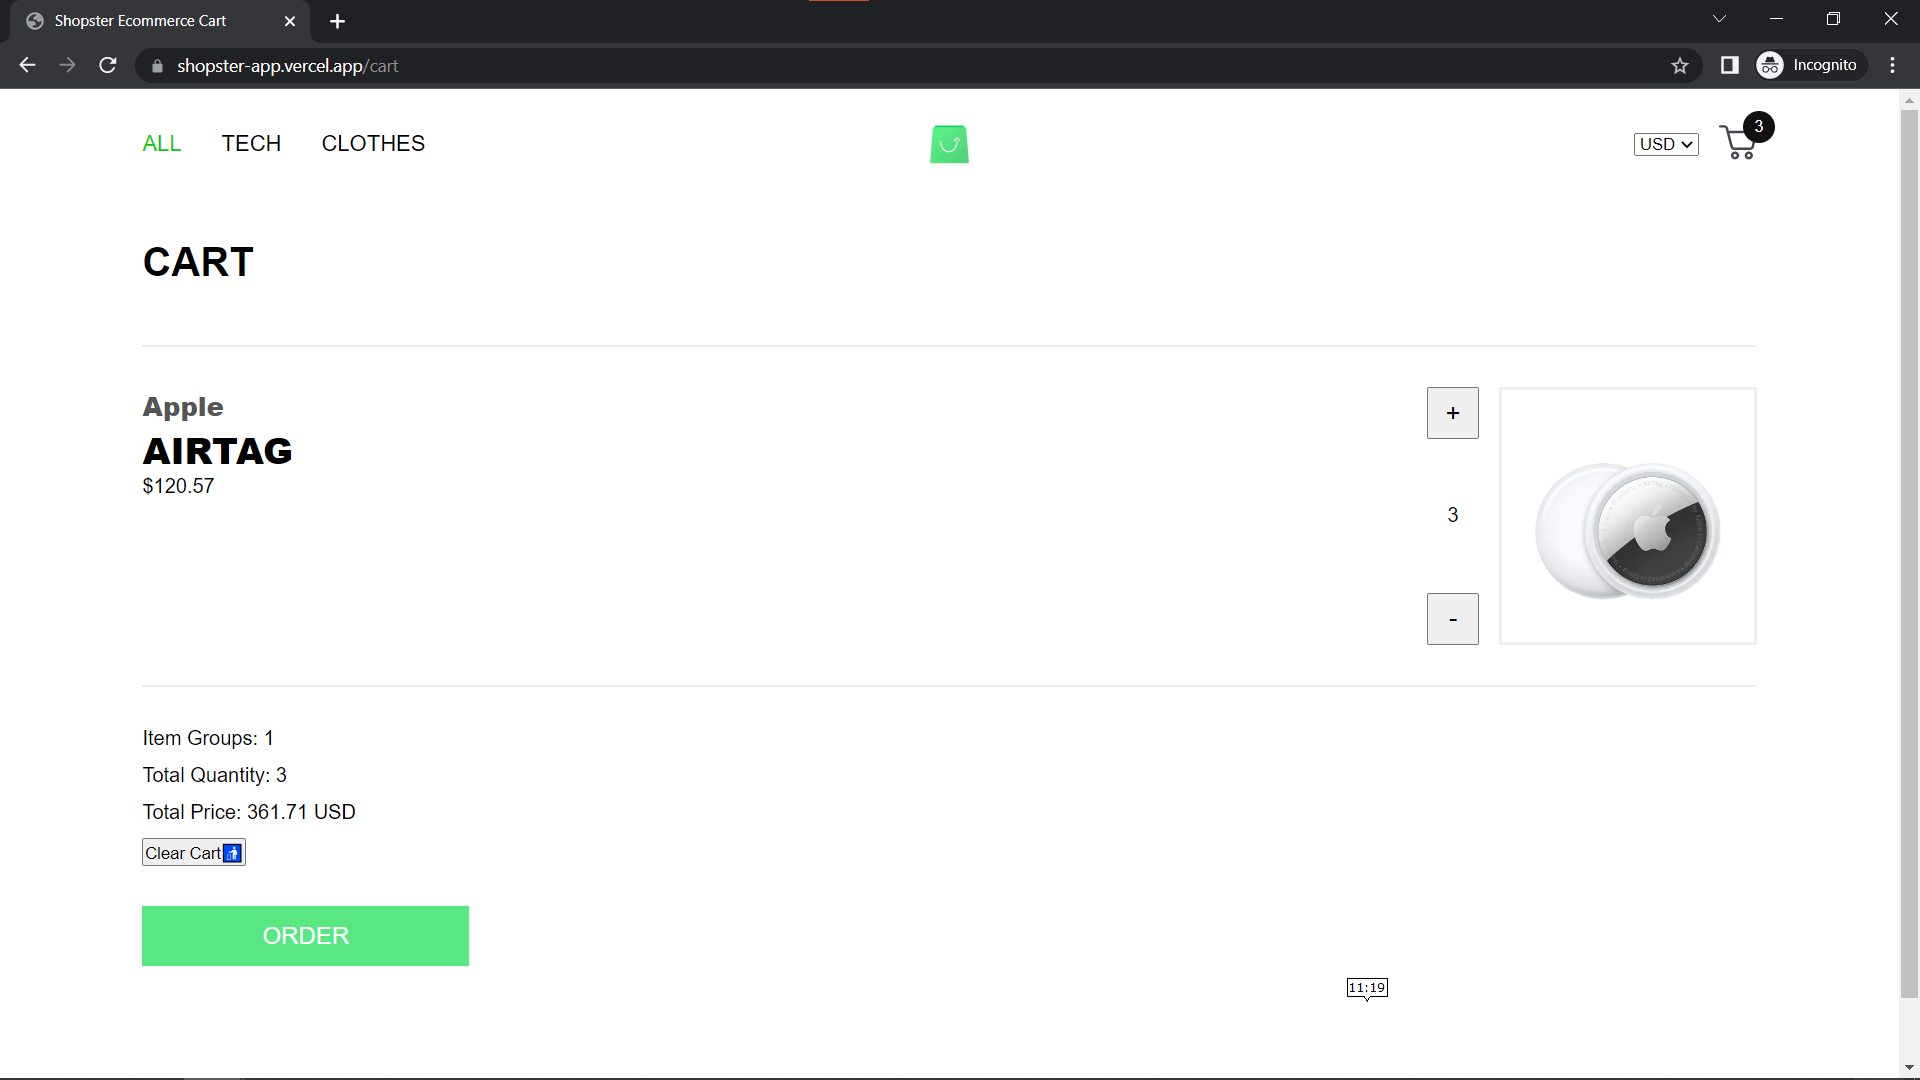 Shopster Ecommerce Cart
shopster-app.vercel.app/cart
Incognito
ALL TECH CLOTHES
USD
3
CART
Apple
AIRTAG
$120.57
+
3
-
Item Groups: 1
Total Quantity: 3
Total Price: 361.71 USD
Clear Cart
ORDER
11:19